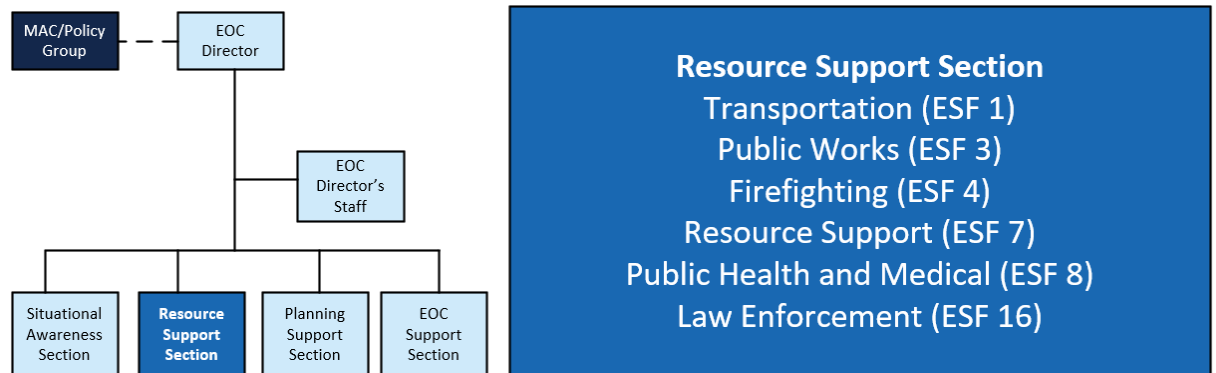 MAC/Policy
Group
EOC
Director
EOC
Director's
Staff
Situational
Awareness
Section
Resource
Support
Section
Planning
Support
Section
EOC
Support
Section
Resource Support Section
Transportation (ESF 1)
Public Works (ESF 3)
Firefighting (ESF 4)
Resource Support (ESF 7)
Public Health and Medical (ESF 8)
Law Enforcement (ESF 16)